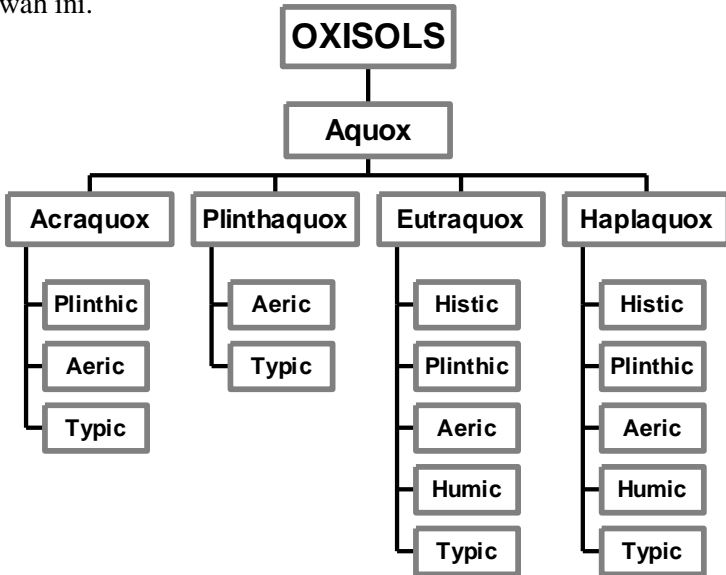 wah ini.
OXISOLS
Aquox
Acraquox Plinthaquox Eutraquox Haplaquox
Plinthic Aeric Histic Histic
Aeric Typic Plinthic Plinthic
Typic Aeric Aeric
Humic Humic
Typic Typic